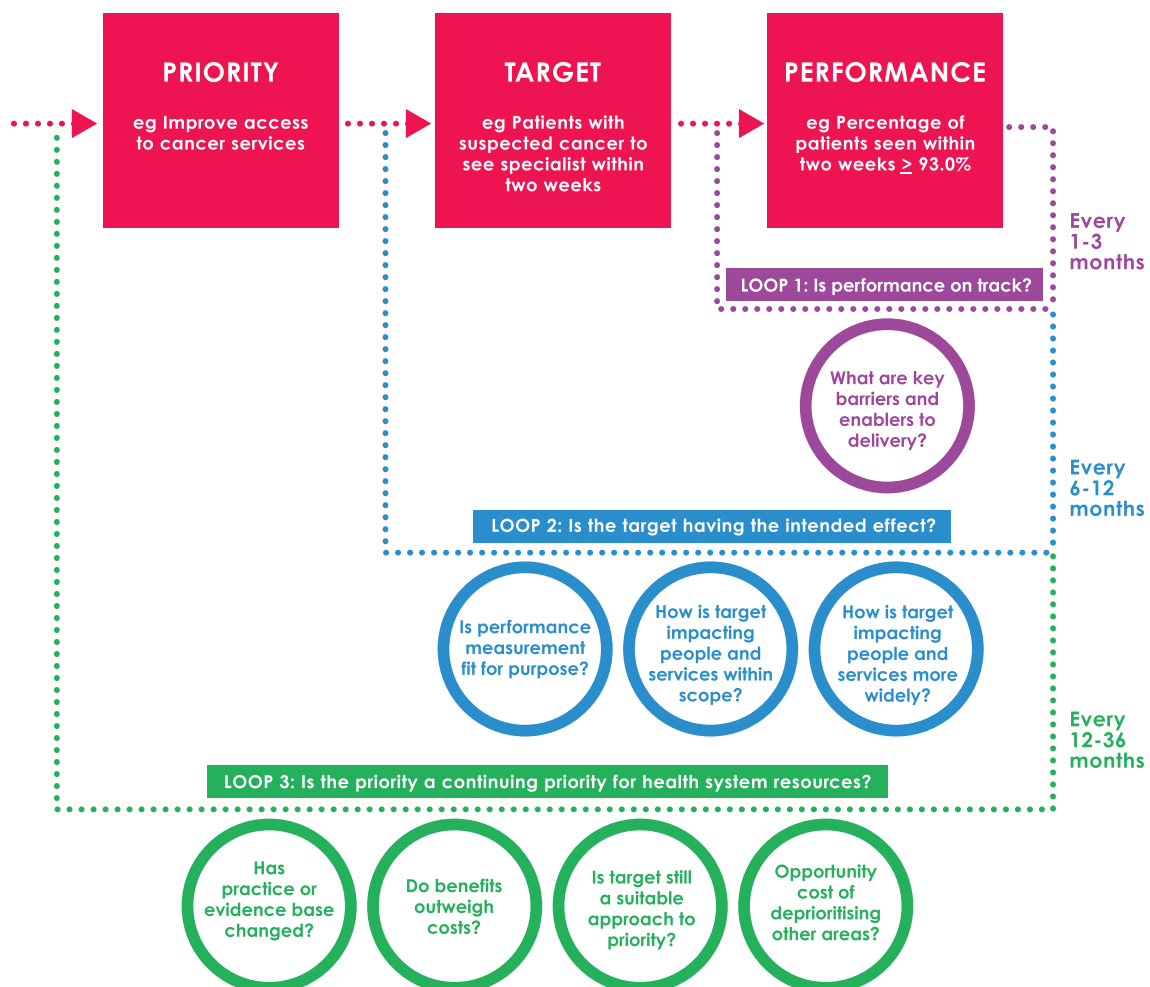 PRIORITY
eg Improve access
to cancer services
TARGET
eg Patients with
suspected cancer to
see specialist within
two weeks
PERFORMANCE
eg Percentage of
patients seen within
two weeks ≥ 93.0%
Every
1-3
months
LOOP 1: Is performance on track?
What are key
barriers and
enablers to
delivery?
Every
6-12
months
LOOP 2: Is the target having the intended effect?
Is performance
measurement
fit for purpose?
How is target
impacting
people and
services within
scope?
How is target
impacting
people and
services more
widely?
Every
12-36
months
LOOP 3: Is the priority a continuing priority for health system resources?
Has
practice or
evidence base
changed?
Do benefits
outweigh
costs?
Is target still
a suitable
approach to
priority?
Opportunity
cost of
deprioritising
other areas?